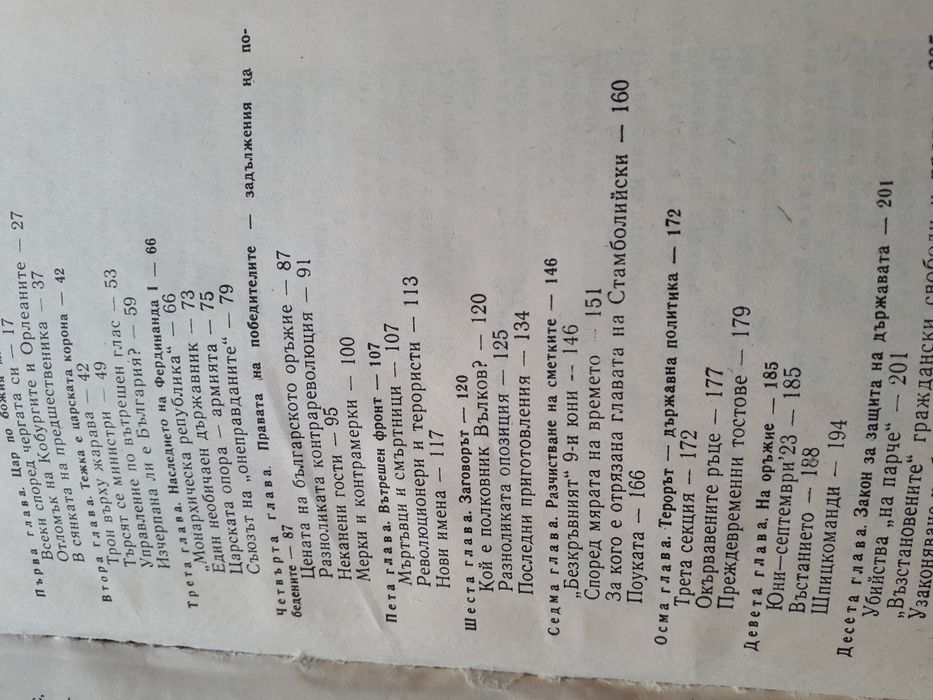 Първа глава. Цар по божия
Всеки според чергата си — 17
Отломък на Кобургите и Орлеаните — 27
В сянката на предшественика — 37
Втора глава. Тежка е царската корона — 42
Трон върху жарава — 42
Търсят се министри — 49
Управление по вътрешен глас — 53
Изчерпана ли е България? — 59
Трета глава. Наследието на Фердинанда I — 66
„Монархическа република“ — 66
Един необичаен държавник — 73
Царската опора — армията — 75
Съюзът на „онеправданите“ — 79
Четвърта глава. Правата на победителите — задължения на по-
бедените — 87
Цената на българското оръжие — 87
Разноликата контрареволюция — 91
Неканени гости — 95
Мерки и контрамерки — 100
Пета глава. Вътрешен фронт — 107
Мъртъвци и смъртници — 107
Революционери и терористи — 113
Нови имена — 117
Шеста глава. Заговорът — 120
Кой е полковник Вълков? — 120
Разноликата опозиция — 125
Последни приготовления — 134
Седма глава. Разчистване на сметките — 146
„Безкръвният“ 9-и юни — 146
Според мярата на времето — 151
За кого е отрязана главата на Стамболийски — 160
Поуката — 166
Осма глава. Терорът — държавна политика — 172
Трета секция — 172
Окървавените ръце — 177
Преждевременни тостове — 179
Девета глава. На оръжие — 185
Юни—септември'23 — 185
Въстанието — 188
Шпицкоманди — 194
Десета глава. Закон за защита на държавата — 201
Убийства „на парче“ — 201
„Възстановените“ граждански свободи и
Узаконяване